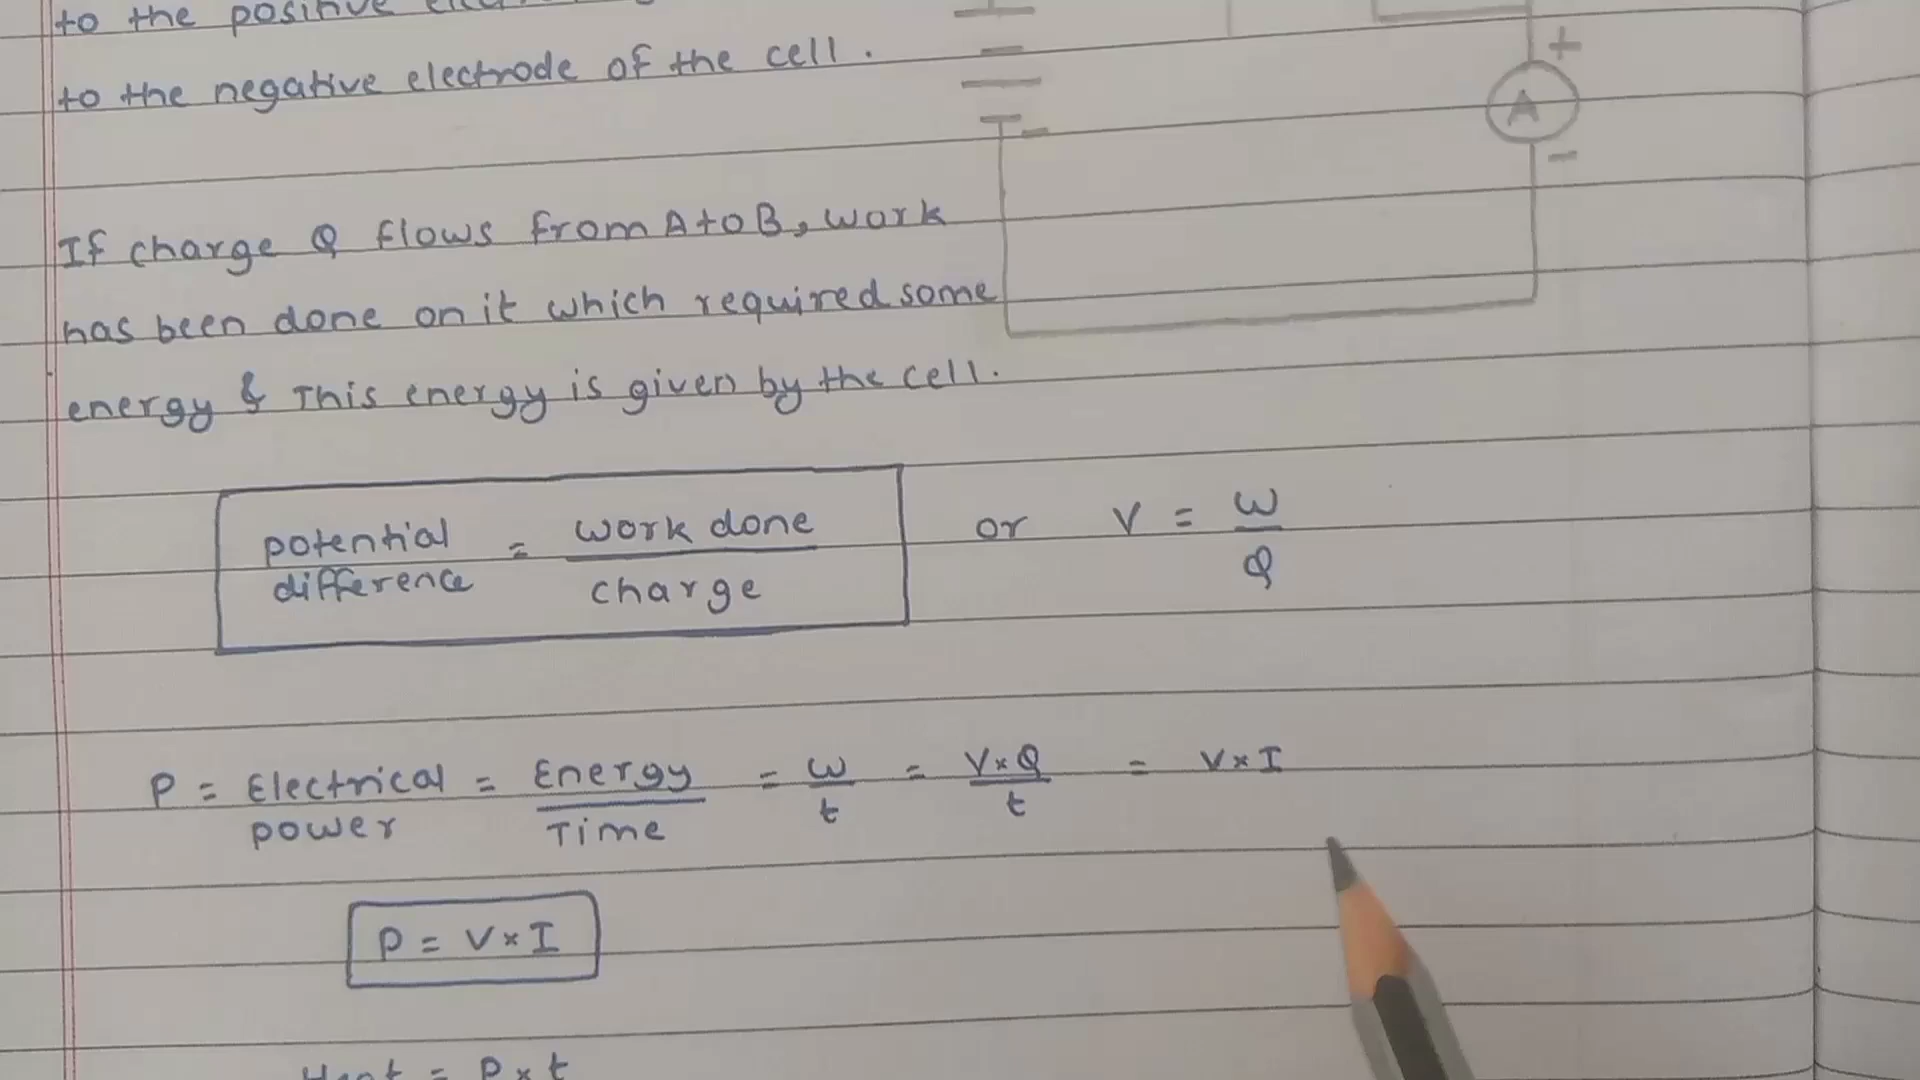 to the positive
to the negative electrode of the cell.
+
A
-
-
If charge Q flows from A to B, work
has been done on it which required some
energy & This energy is given by the cell.
potential difference = work done / charge or V = W / Q
P = Electrical power = Energy / Time = W / t = V × Q / t = V × I
P = V × I
Heat = P × t